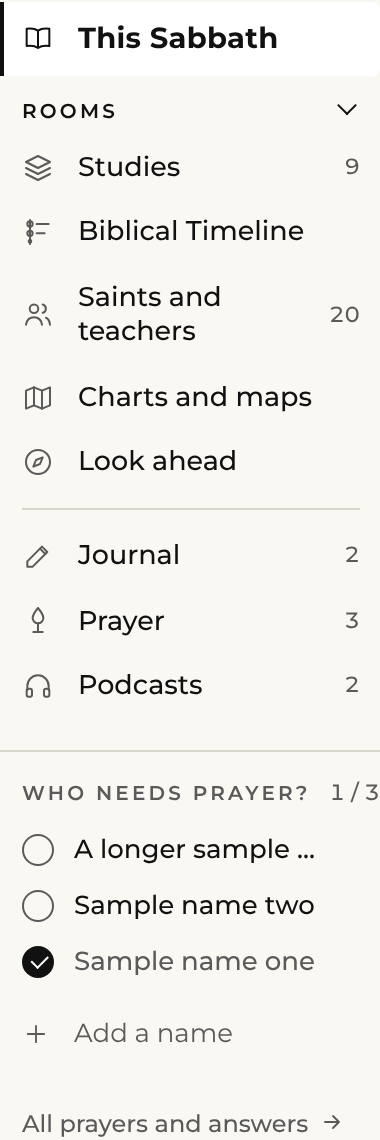 This Sabbath
ROOMS
Studies 9
Biblical Timeline
Saints and
teachers 20
Charts and maps
Look ahead
Journal 2
Prayer 3
Podcasts 2
WHO NEEDS PRAYER? 1 / 3
A longer sample ...
Sample name two
Sample name one
Add a name
All prayers and answers →